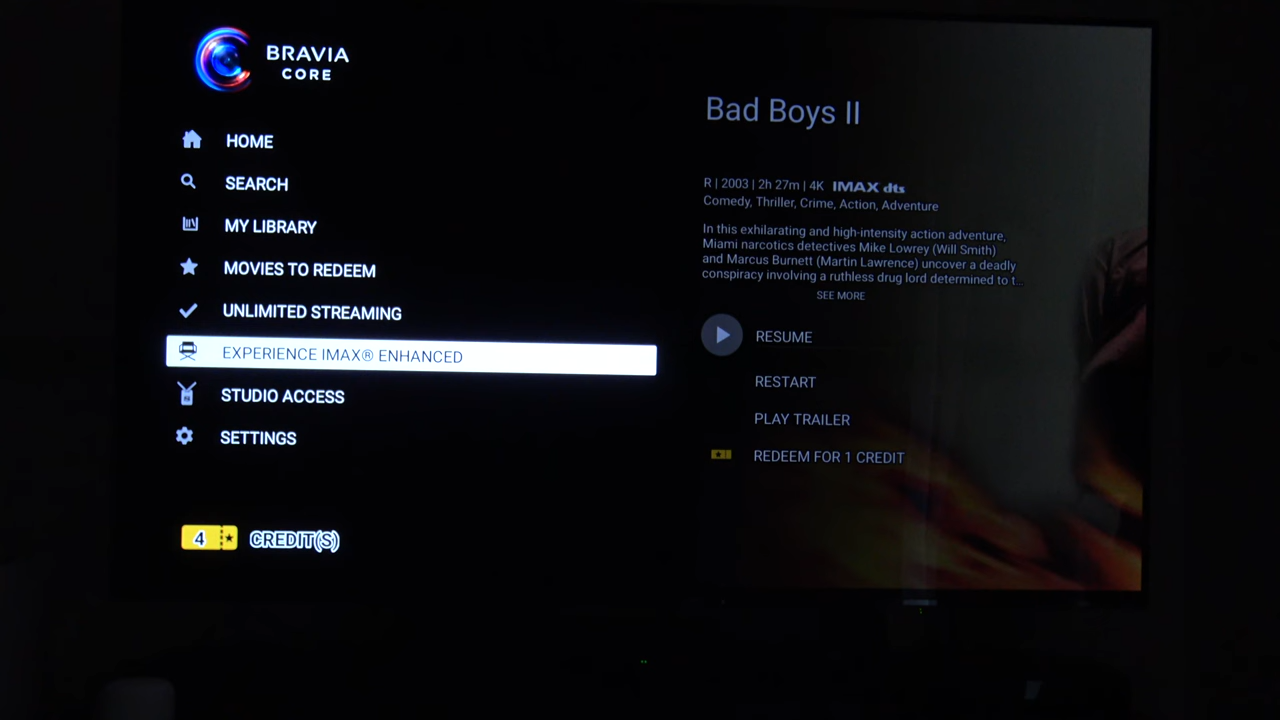 BRAVIA
CORE
HOME
SEARCH
MY LIBRARY
MOVIES TO REDEEM
UNLIMITED STREAMING
EXPERIENCE IMAX® ENHANCED
STUDIO ACCESS
SETTINGS
4 CREDIT(S)
Bad Boys II
R | 2003 | 2h 27m | 4K IMAX dts
Comedy, Thriller, Crime, Action, Adventure
In this exhilarating and high-intensity action adventure,
Miami narcotics detectives Mike Lowrey (Will Smith)
and Marcus Burnett (Martin Lawrence) uncover a deadly
conspiracy involving a ruthless drug lord determined to t...
SEE MORE
RESUME
RESTART
PLAY TRAILER
REDEEM FOR 1 CREDIT